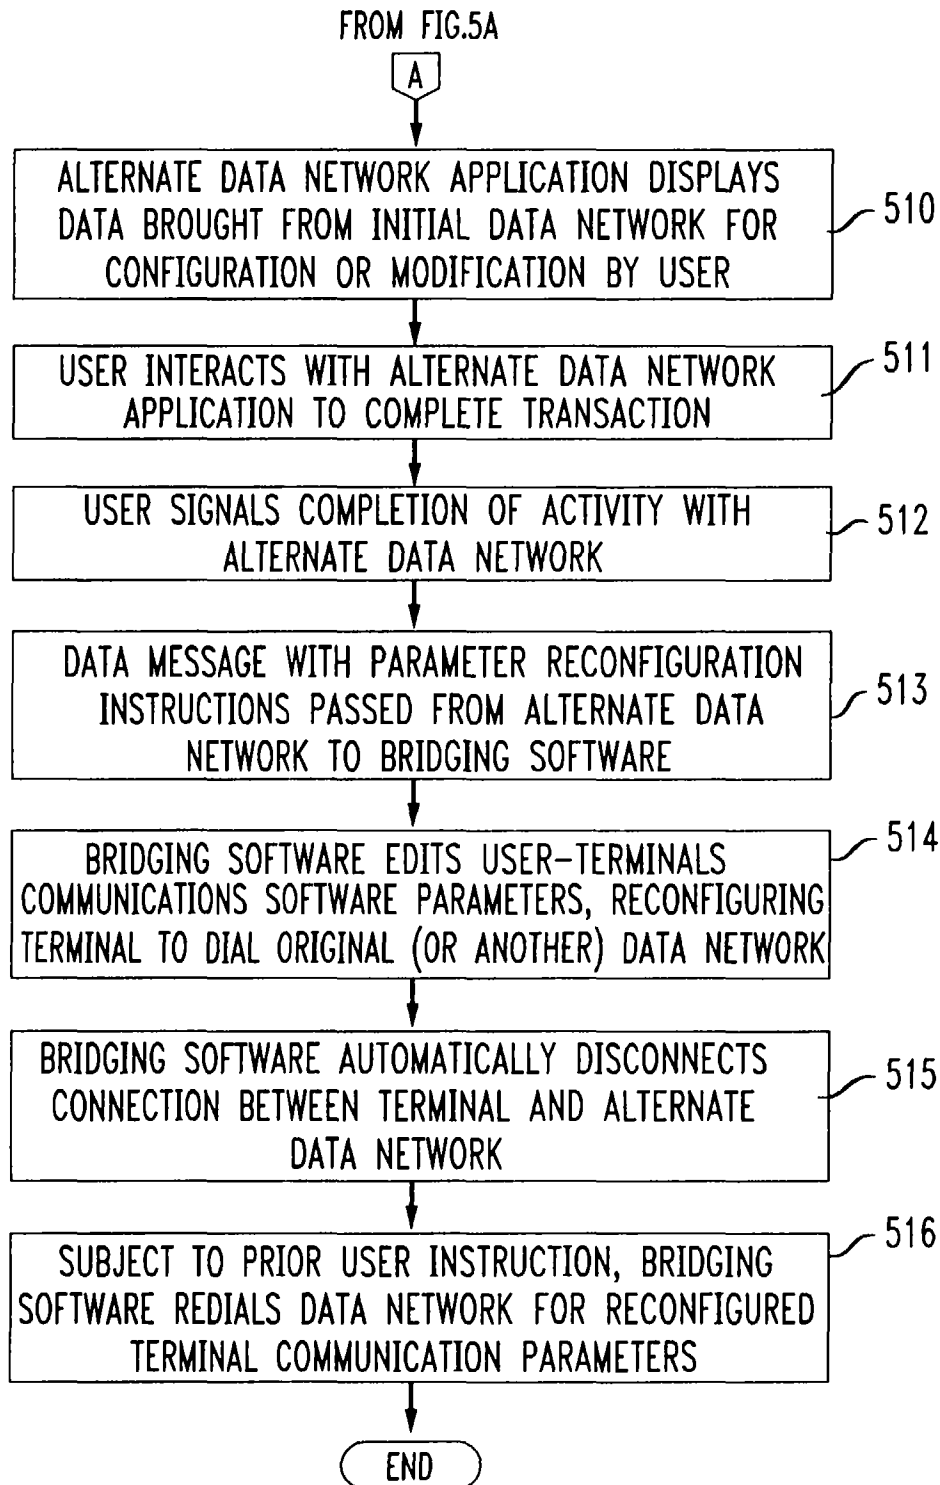 FROM FIG.5A
A
ALTERNATE DATA NETWORK APPLICATION DISPLAYS
DATA BROUGHT FROM INITIAL DATA NETWORK FOR
CONFIGURATION OR MODIFICATION BY USER
510
USER INTERACTS WITH ALTERNATE DATA NETWORK
APPLICATION TO COMPLETE TRANSACTION
511
USER SIGNALS COMPLETION OF ACTIVITY WITH
ALTERNATE DATA NETWORK
512
DATA MESSAGE WITH PARAMETER RECONFIGURATION
INSTRUCTIONS PASSED FROM ALTERNATE DATA
NETWORK TO BRIDGING SOFTWARE
513
BRIDGING SOFTWARE EDITS USER-TERMINALS
COMMUNICATIONS SOFTWARE PARAMETERS, RECONFIGURING
TERMINAL TO DIAL ORIGINAL (OR ANOTHER) DATA NETWORK
514
BRIDGING SOFTWARE AUTOMATICALLY DISCONNECTS
CONNECTION BETWEEN TERMINAL AND ALTERNATE
DATA NETWORK
515
SUBJECT TO PRIOR USER INSTRUCTION, BRIDGING
SOFTWARE REDIALS DATA NETWORK FOR RECONFIGURED
TERMINAL COMMUNICATION PARAMETERS
516
END